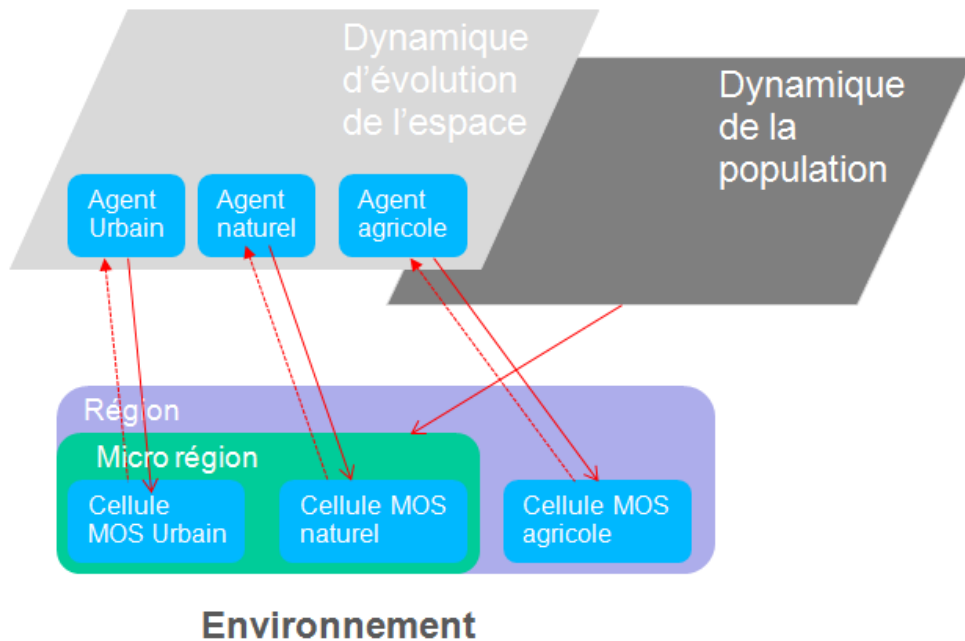 Dynamique
d'évolution
de l'espace
Dynamique
de la
population
Agent
Urbain
Agent
naturel
Agent
agricole
Région
Micro région
Cellule
MOS Urbain
Cellule MOS
naturel
Cellule MOS
agricole
Environnement